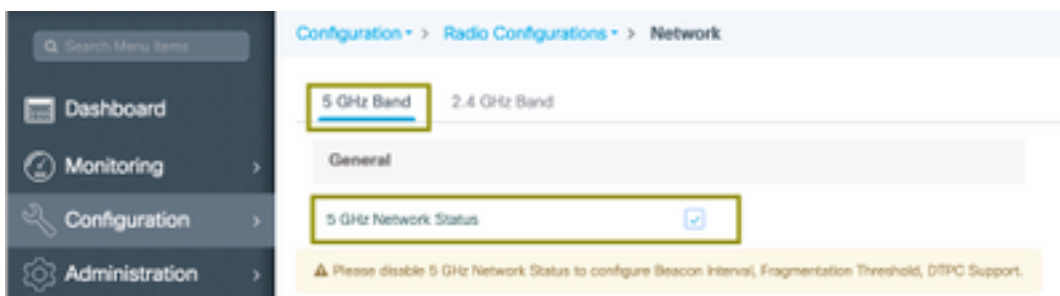 Search Menu Items
Configuration > Radio Configurations > Network
5 GHz Band 2.4 GHz Band
Dashboard
General
Monitoring
Configuration
5 GHz Network Status
Administration
Please disable 5 GHz Network Status to configure Beacon Interval, Fragmentation Threshold, DTPC Support.